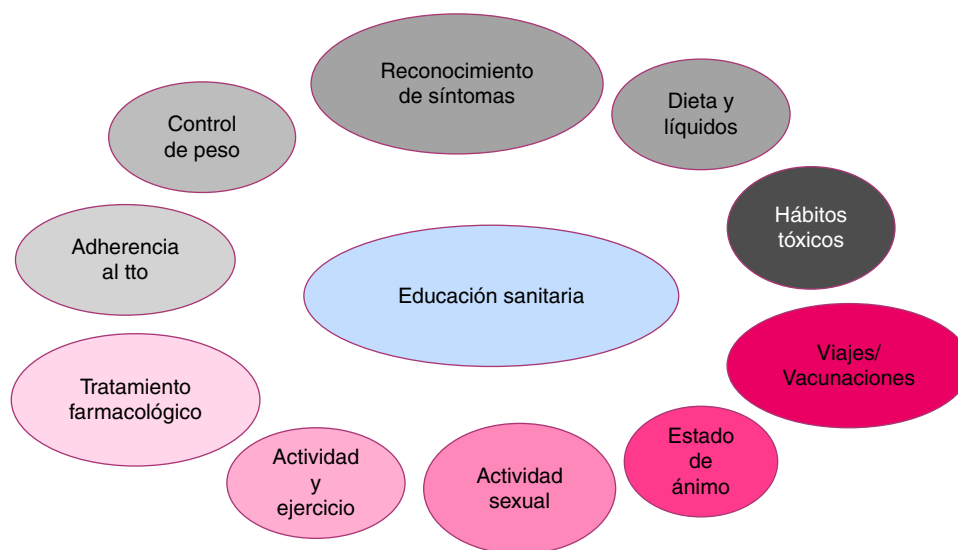 Reconocimiento
de síntomas
Dieta y
líquidos
Control
de peso
Hábitos
tóxicos
Adherencia
al tto
Educación sanitaria
Viajes/
Vacunaciones
Tratamiento
farmacológico
Estado
de
ánimo
Actividad
y
ejercicio
Actividad
sexual